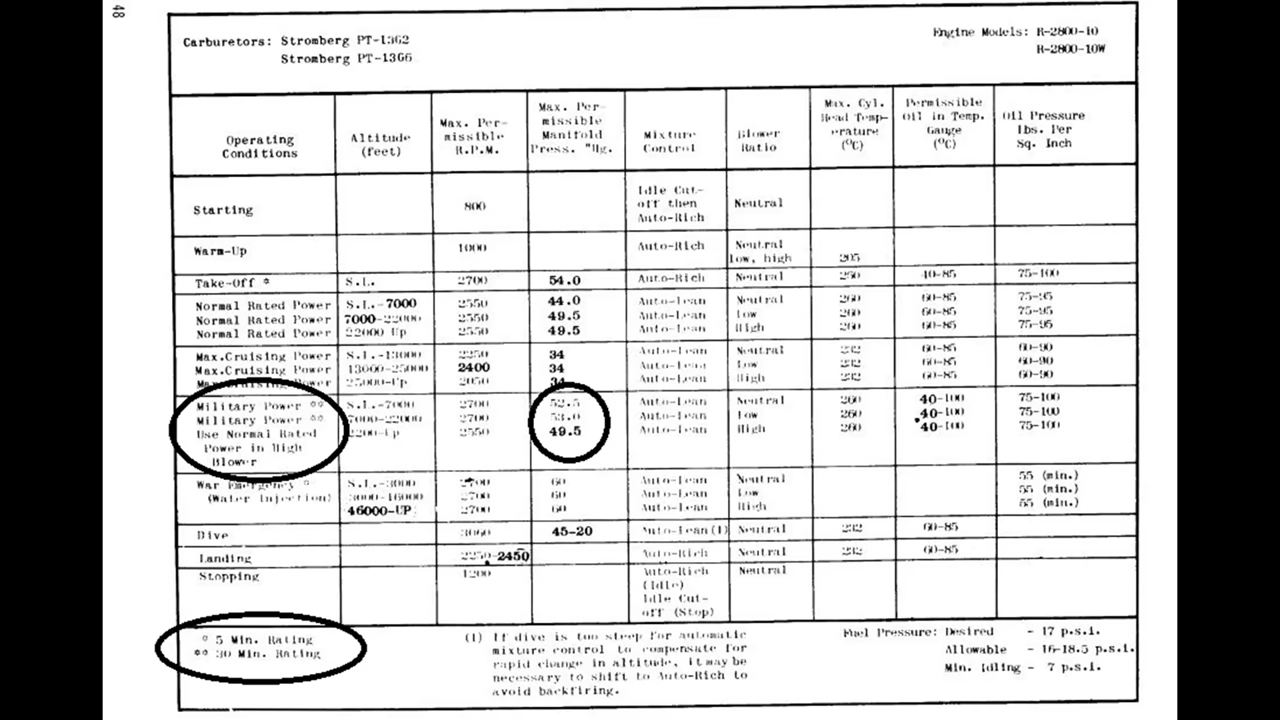 48
Carburetors: Stromberg PT-13G2
Stromberg PT-13G6
Engine Models: R-2800-10
R-2800-10W
Operating Conditions | Altitude (feet) | Max. Per-missible R.P.M. | Max. Per-missible Manifold Press. "Hg. | Mixture Control | Blower Ratio | Max. Cyl. Head Temp-erature (°C) | Permissible Oil in Temp. Gauge (°C) | Oil Pressure Lbs. Per Sq. Inch
Starting 800 Idle Cut-off then Auto-Rich Neutral
Warm-Up 1000 Auto-Rich Neutral low, high 205
Take-Off * S.L. 2700 54.0 Auto-Rich Neutral 260 40-85 75-100
Normal Rated Power S.L.-7000 2550 44.0 Auto-Lean Neutral 260 60-85 75-95
Normal Rated Power 7000-22000 2550 49.5 Auto-Lean Low 260 60-85 75-95
Normal Rated Power 22000 Up 2550 49.5 Auto-Lean High 260 60-85 75-95
Max.Cruising Power S.L.-13000 2250 34 Auto-Lean Neutral 232 60-85 60-90
Max.Cruising Power 13000-25000 2400 34 Auto-Lean Low 232 60-85 60-90
Max.Cruising Power 25000-Up 2050 34 Auto-Lean High 232 60-85 60-90
Military Power ** S.L.-7000 2700 52.5 Auto-Lean Neutral 260 40-100 75-100
Military Power ** 7000-22000 2700 53.0 Auto-Lean Low 260 40-100 75-100
Use Normal Rated 2200-Up 2550 49.5 Auto-Lean High 260 40-100 75-100
Power in High
Blower
War Emergency * S.L.-3000 2700 60 Auto-Lean Neutral 55 (min.)
(Water Injection) 3000-16000 2700 60 Auto-Lean Low 55 (min.)
46000-UP 2700 60 Auto-Lean High 55 (min.)
Dive 3060 45-20 Auto-Lean(1) Neutral 232 60-85
Landing 2250-2450 Auto-Rich Neutral 232 60-85
Stopping 1200 Auto-Rich Neutral
(Idle)
Idle Cut-
off (Stop)
* 5 Min. Rating
** 30 Min. Rating
(1) If dive is too steep for automatic
mixture control to compensate for
rapid change in altitude, it may be
necessary to shift to Auto-Rich to
avoid backfiring.
Fuel Pressure: Desired - 17 p.s.i.
Allowable - 16-18.5 p.s.i.
Min. Idling - 7 p.s.i.